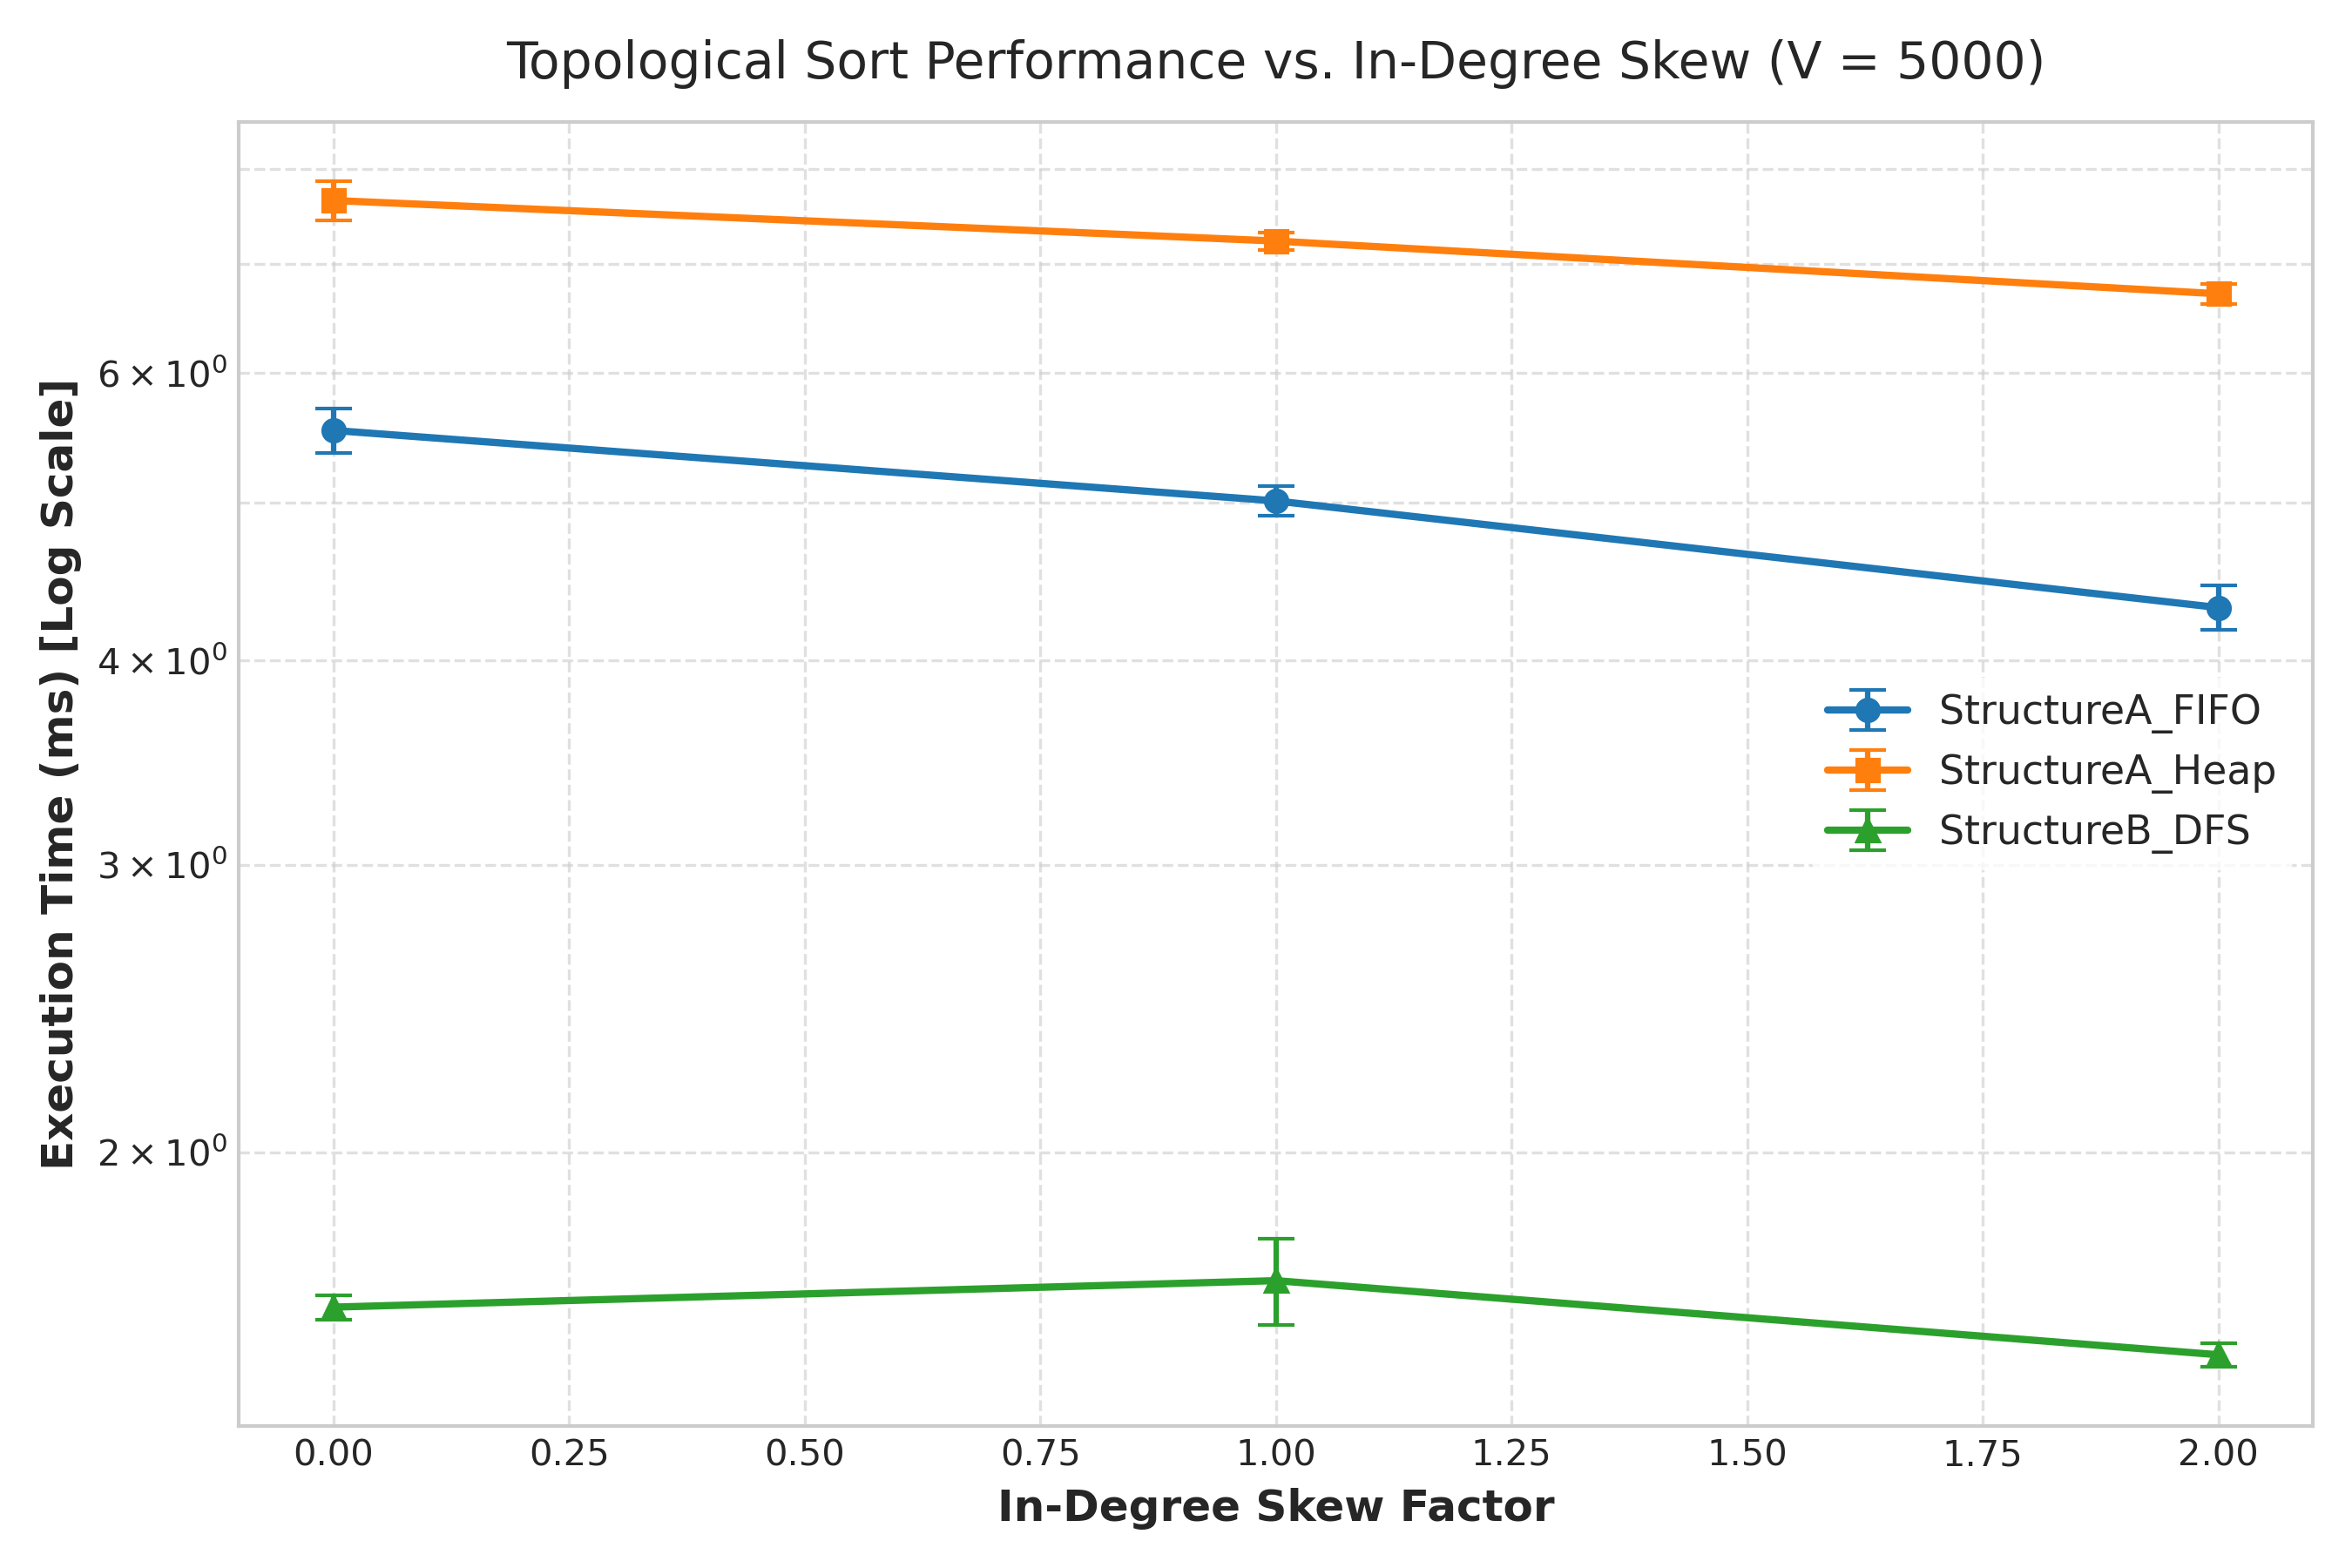 Topological Sort Performance vs. In-Degree Skew (V = 5000)
Execution Time (ms) [Log Scale]
6 × 10⁰
4 × 10⁰
3 × 10⁰
2 × 10⁰
StructureA_FIFO
StructureA_Heap
StructureB_DFS
0.00 0.25 0.50 0.75 1.00 1.25 1.50 1.75 2.00
In-Degree Skew Factor